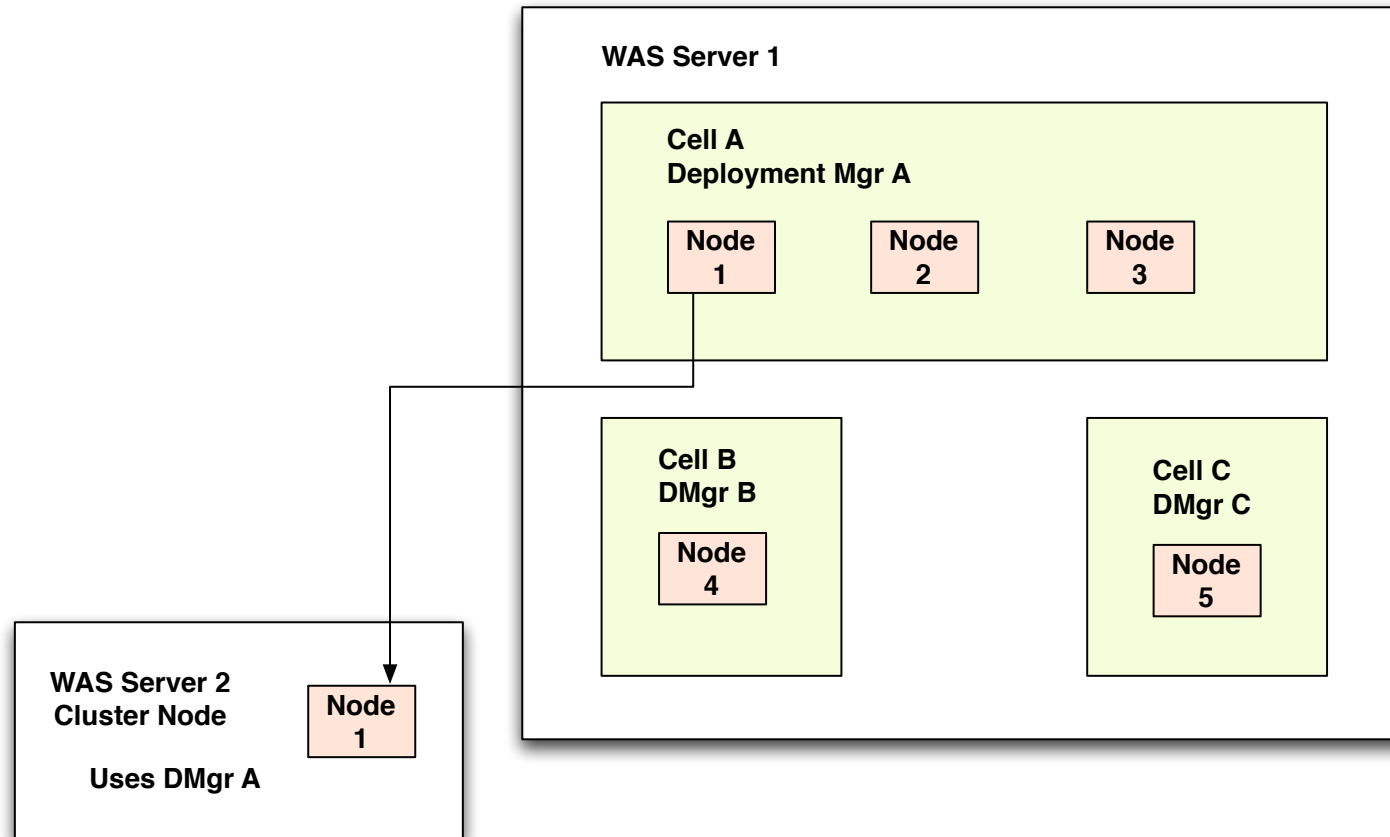 WAS Server 1
Cell A
Deployment Mgr A
Node
1
Node
2
Node
3
Cell B
DMgr B
Node
4
Cell C
DMgr C
Node
5
WAS Server 2
Cluster Node
Uses DMgr A
Node
1